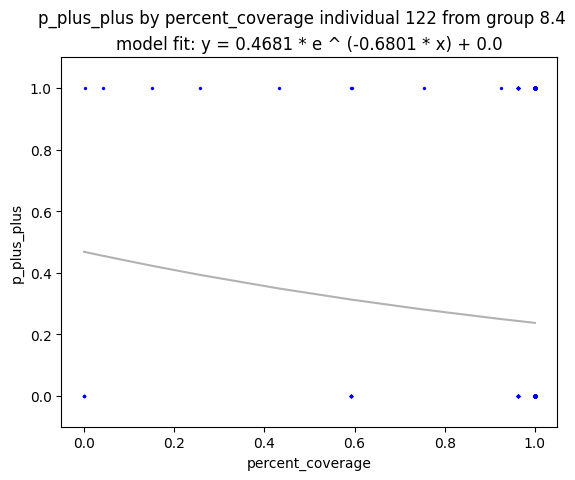 p_plus_plus by percent_coverage individual 122 from group 8.4
model fit: y = 0.4681 * e ^ (-0.6801 * x) + 0.0
1.0
0.8
0.6
0.4
0.2
0.0
p_plus_plus
0.0 0.2 0.4 0.6 0.8 1.0
percent_coverage